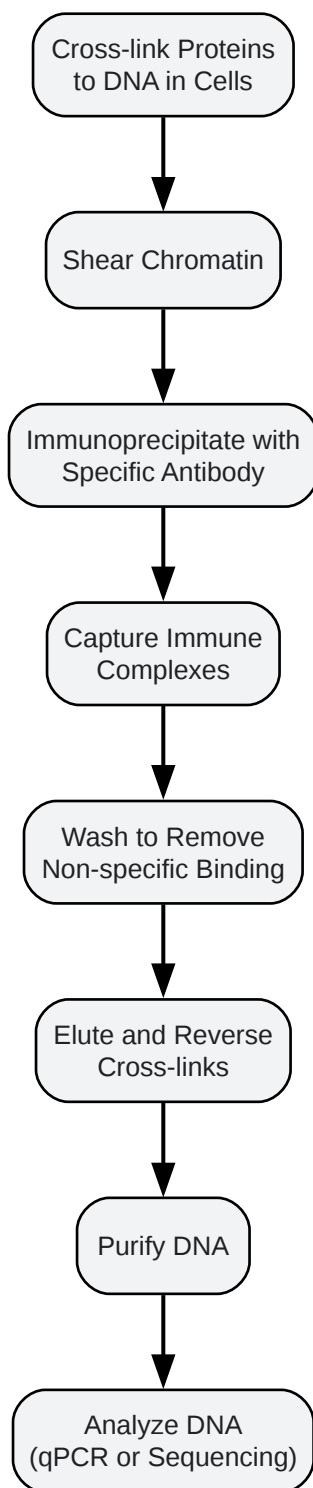 Cross-link Proteins
to DNA in Cells
Shear Chromatin
Immunoprecipitate with
Specific Antibody
Capture Immune
Complexes
Wash to Remove
Non-specific Binding
Elute and Reverse
Cross-links
Purify DNA
Analyze DNA
(qPCR or Sequencing)